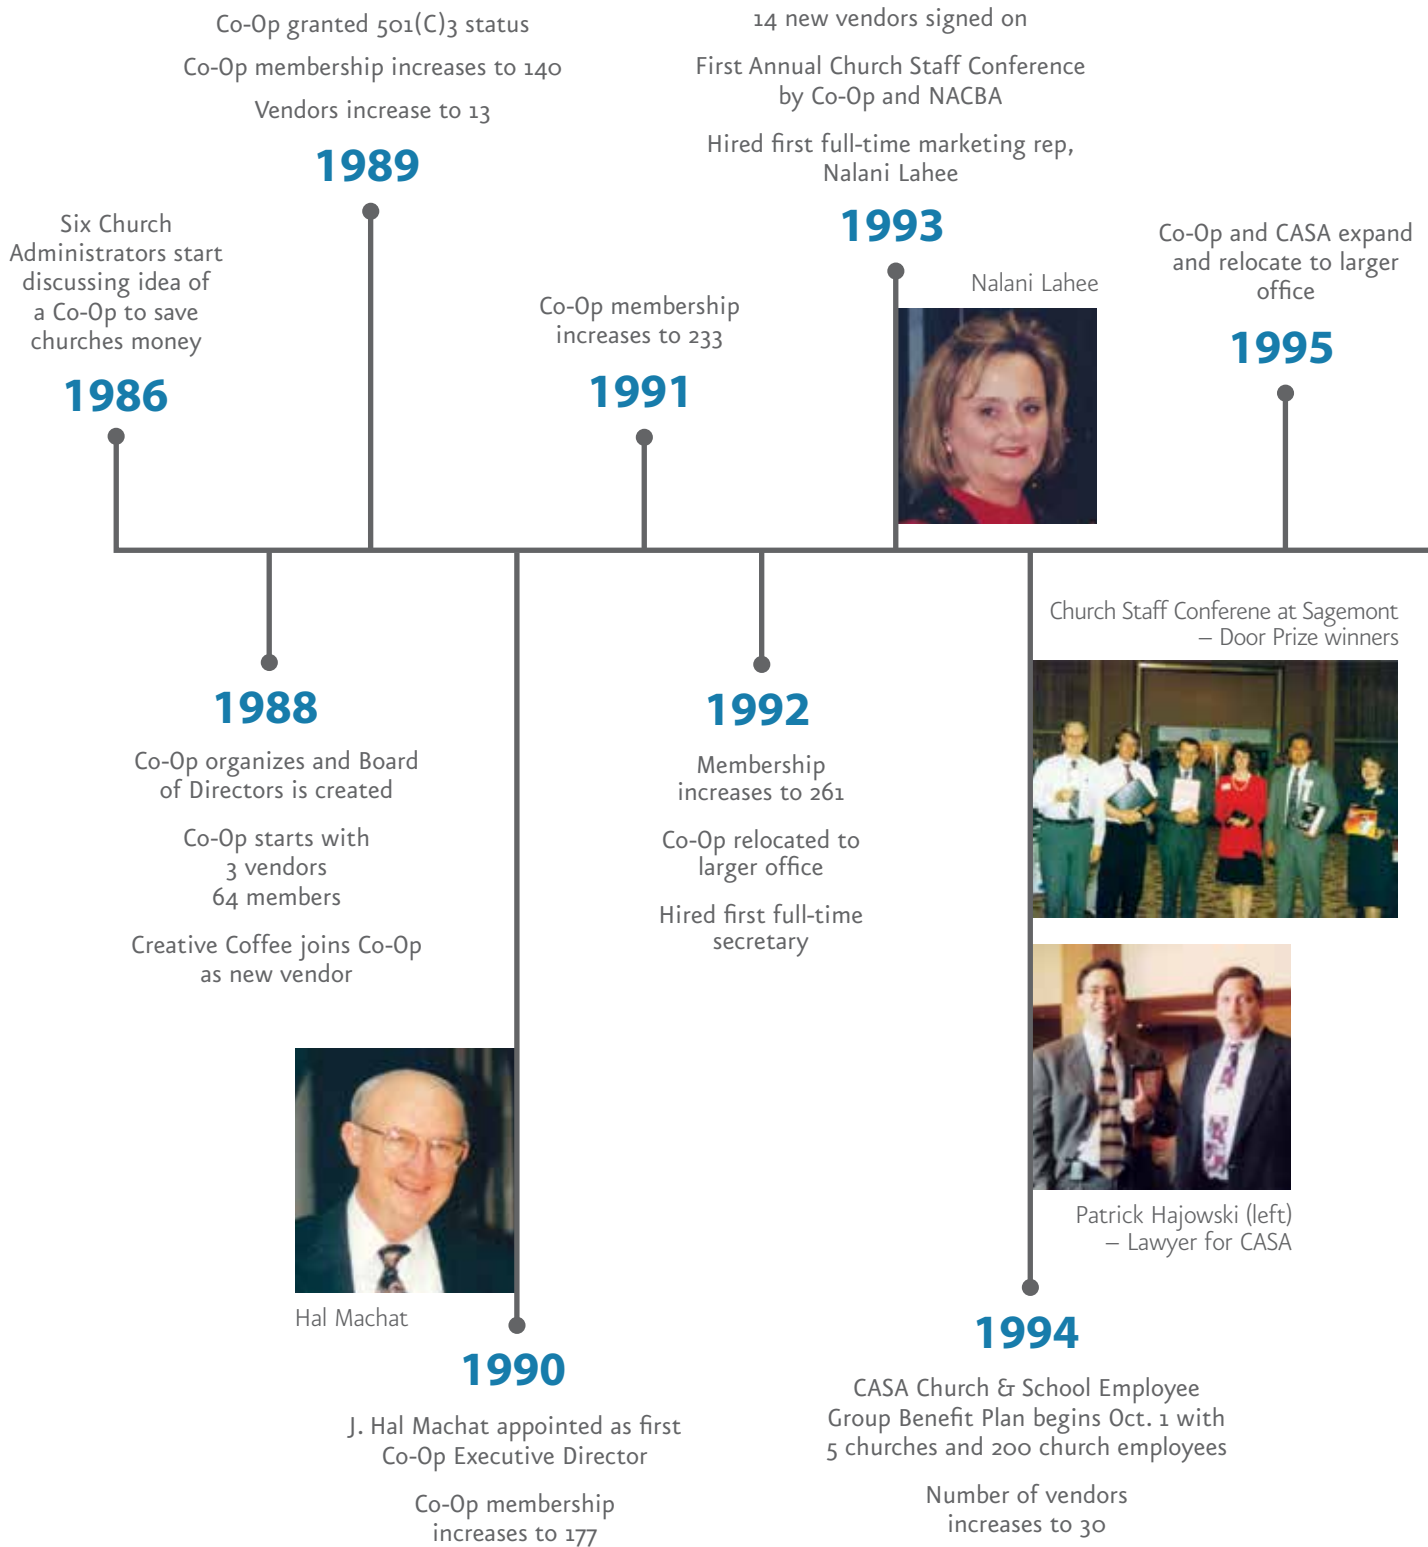 Co-Op granted 501(C)3 status
Co-Op membership increases to 140
Vendors increase to 13
1989
14 new vendors signed on
First Annual Church Staff Conference
by Co-Op and NACBA
Hired first full-time marketing rep,
Nalani Lahee
1993
Nalani Lahee
Six Church
Administrators start
discussing idea of
a Co-Op to save
churches money
1986
Co-Op membership
increases to 233
1991
Co-Op and CASA expand
and relocate to larger
office
1995
1988
Co-Op organizes and Board
of Directors is created
Co-Op starts with
3 vendors
64 members
Creative Coffee joins Co-Op
as new vendor
1992
Membership
increases to 261
Co-Op relocated to
larger office
Hired first full-time
secretary
Church Staff Conferene at Sagemont
– Door Prize winners
Patrick Hajowski (left)
– Lawyer for CASA
Hal Machat
1990
J. Hal Machat appointed as first
Co-Op Executive Director
Co-Op membership
increases to 177
1994
CASA Church & School Employee
Group Benefit Plan begins Oct. 1 with
5 churches and 200 church employees
Number of vendors
increases to 30